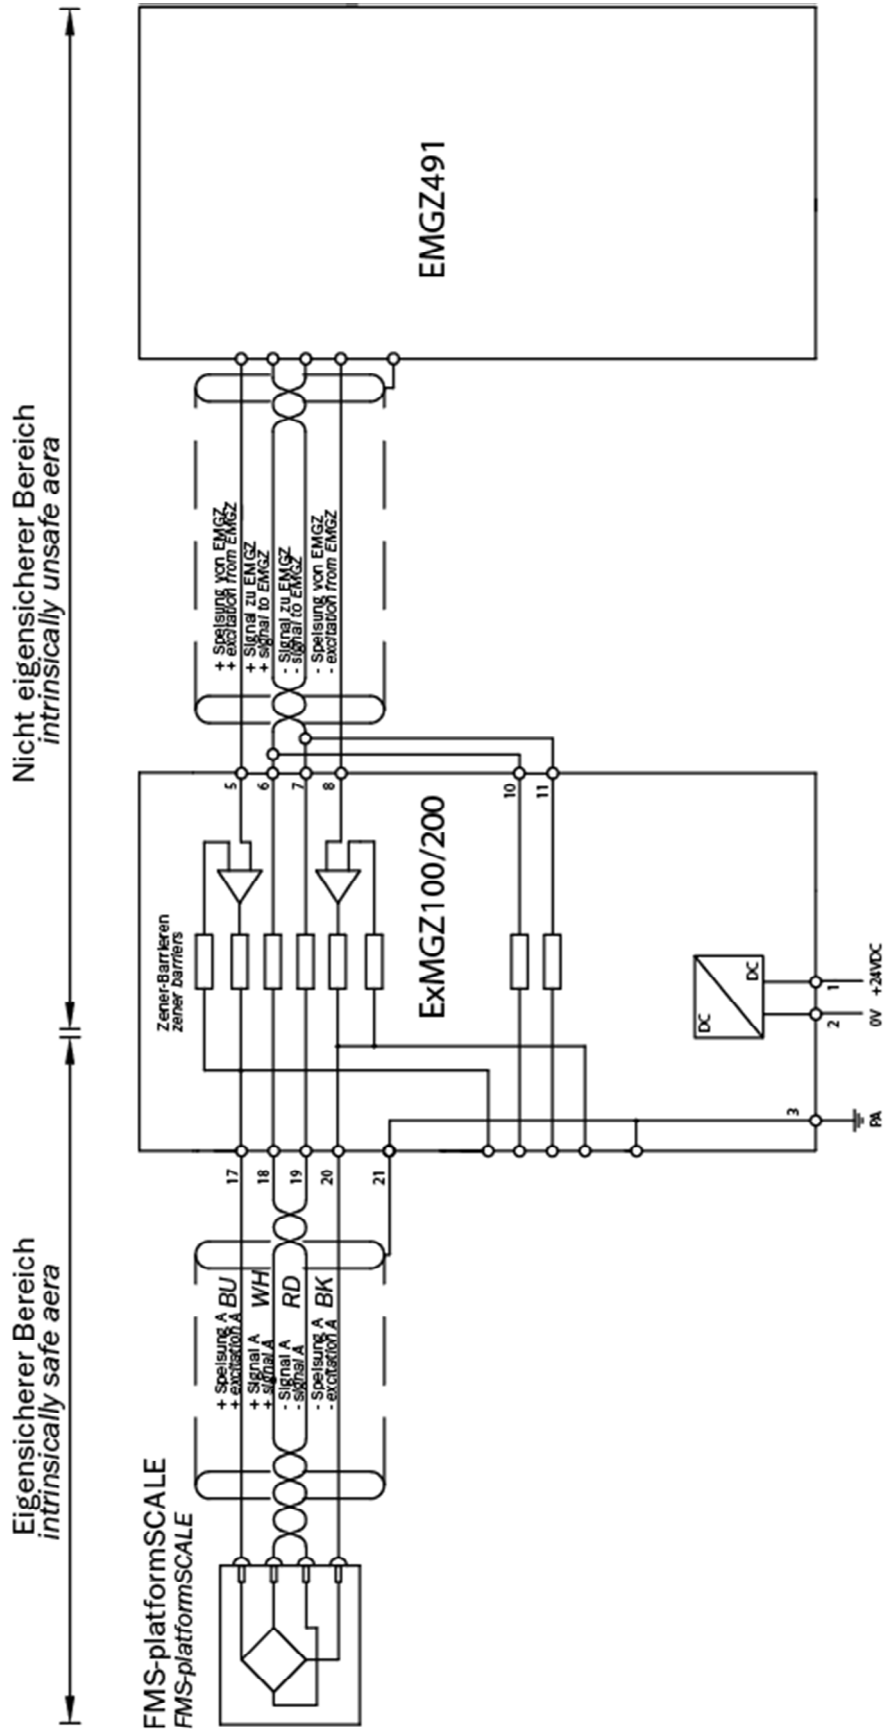 Nicht eigensicherer Bereich
intrinsically unsafe aera
EMGZ491
+ Speisung von EMGZ
+ excitation from EMGZ
+ Signal zu EMGZ
+ signal to EMGZ
- Signal zu EMGZ
- signal to EMGZ
- Speisung von EMGZ
- excitation from EMGZ
5
6
7
8
10
11
Zener-Barrieren
zener barriers
ExMGZ100/200
DC
DC
1
+24VDC
2
0V
3
PA
17
18
19
20
21
Eigensicherer Bereich
intrinsically safe aera
+ Speisung A
+ excitation A
BU
+ Signal A
+ signal A
WH
- Signal A
- signal A
RD
- Speisung A
- excitation A
BK
FMS-platformSCALE
FMS-platformSCALE